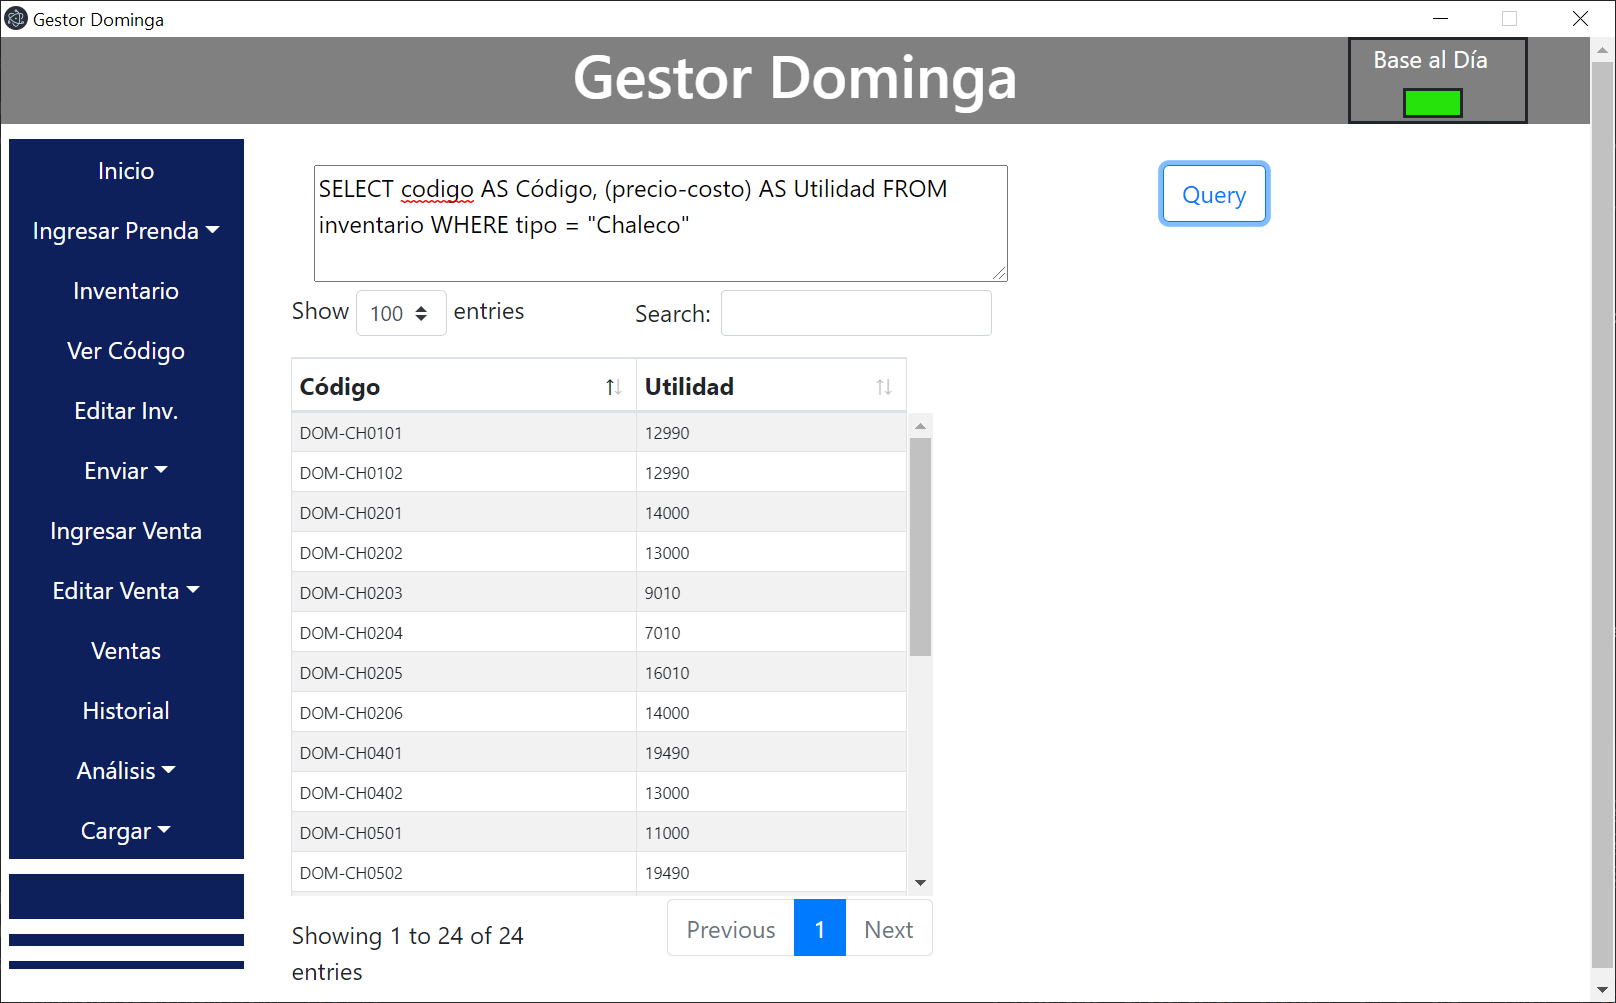 Gestor Dominga
Gestor Dominga
Base al Día
Inicio
Ingresar Prenda
Inventario
Ver Código
Editar Inv.
Enviar
Ingresar Venta
Editar Venta
Ventas
Historial
Análisis
Cargar
SELECT codigo AS Código, (precio-costo) AS Utilidad FROM
inventario WHERE tipo = "Chaleco"
Query
Show 100 entries
Search:
Código Utilidad
DOM-CH0101 12990
DOM-CH0102 12990
DOM-CH0201 14000
DOM-CH0202 13000
DOM-CH0203 9010
DOM-CH0204 7010
DOM-CH0205 16010
DOM-CH0206 14000
DOM-CH0401 19490
DOM-CH0402 13000
DOM-CH0501 11000
DOM-CH0502 19490
Showing 1 to 24 of 24
entries
Previous 1 Next